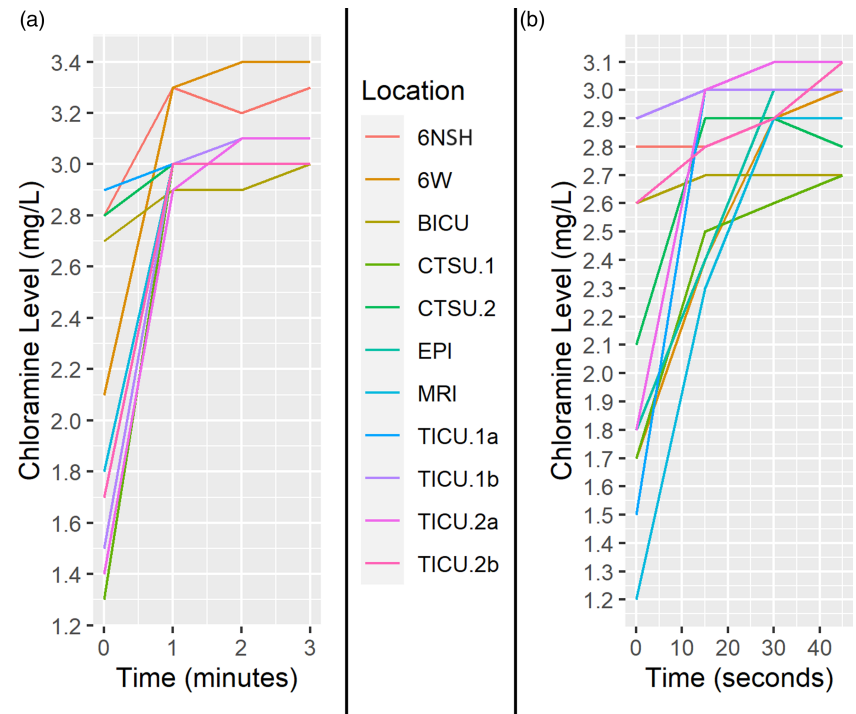 (a)
Chloramine Level (mg/L)
3.4
3.2
3.0
2.8
2.6
2.4
2.2
2.0
1.8
1.6
1.4
1.2
0 1 2 3
Time (minutes)
Location
6NSH
6W
BICU
CTSU.1
CTSU.2
EPI
MRI
TICU.1a
TICU.1b
TICU.2a
TICU.2b
(b)
Chloramine Level (mg/L)
3.1
3.0
2.9
2.8
2.7
2.6
2.5
2.4
2.3
2.2
2.1
2.0
1.9
1.8
1.7
1.6
1.5
1.4
1.3
1.2
0 10 20 30 40
Time (seconds)